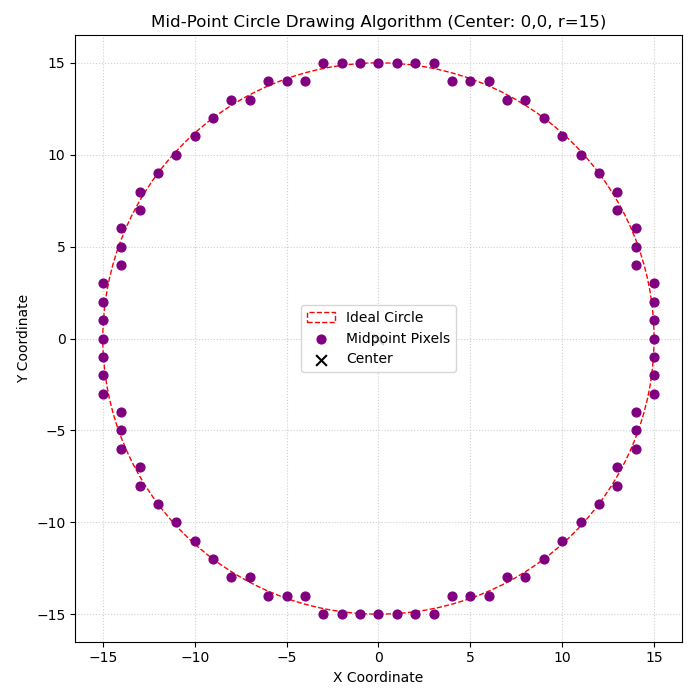 Mid-Point Circle Drawing Algorithm (Center: 0,0, r=15)
Y Coordinate
15
10
5
0
−5
−10
−15
Ideal Circle
Midpoint Pixels
Center
−15 −10 −5 0 5 10 15
X Coordinate